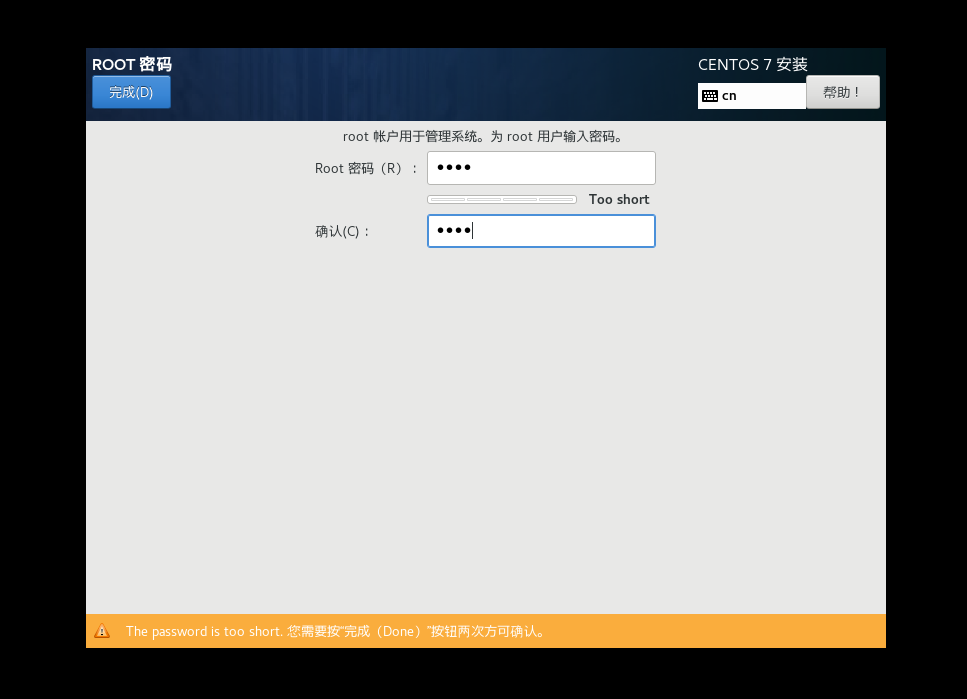 ROOT 密码
CENTOS 7 安装
完成(D)
cn
帮助！
root 帐户用于管理系统。为 root 用户输入密码。
Root 密码（R）：
••••
Too short
确认(C)：
••••
The password is too short. 您需要按“完成（Done）”按钮两次方可确认。